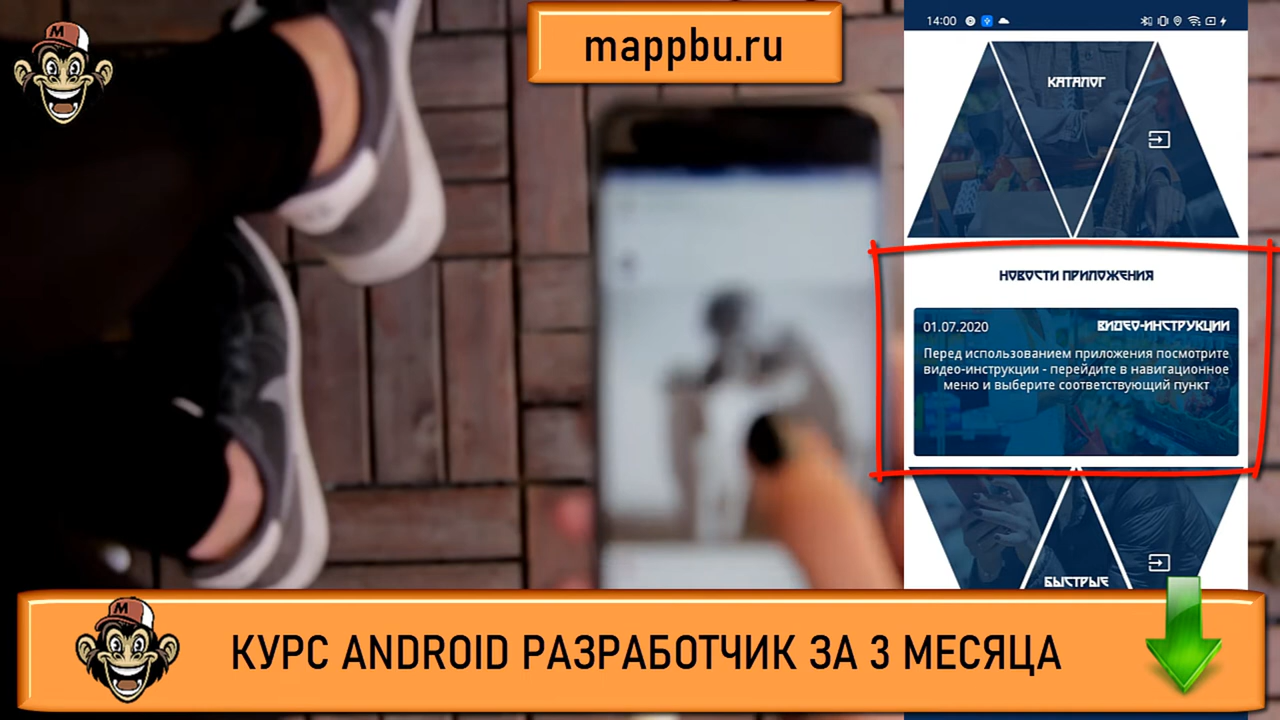 mappbu.ru
14:00
КАТАЛОГ
НОВОСТИ ПРИЛОЖЕНИЯ
01.07.2020
ВИДЕО-ИНСТРУКЦИИ
Перед использованием приложения посмотрите
видео-инструкции - перейдите в навигационное
меню и выберите соответствующий пункт
БЫСТРЫЕ
M
M
КУРС ANDROID РАЗРАБОТЧИК ЗА 3 МЕСЯЦА